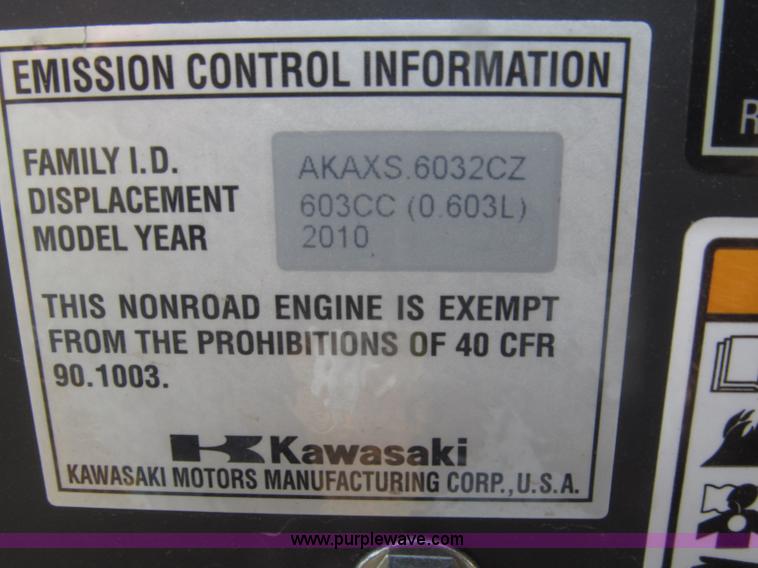 EMISSION CONTROL INFORMATION
FAMILY I.D. AKAXS.6032CZ
DISPLACEMENT 603CC (0.603L)
MODEL YEAR 2010
THIS NONROAD ENGINE IS EXEMPT
FROM THE PROHIBITIONS OF 40 CFR
90.1003.
Kawasaki
KAWASAKI MOTORS MANUFACTURING CORP., U.S.A.
R
www.purplewave.com